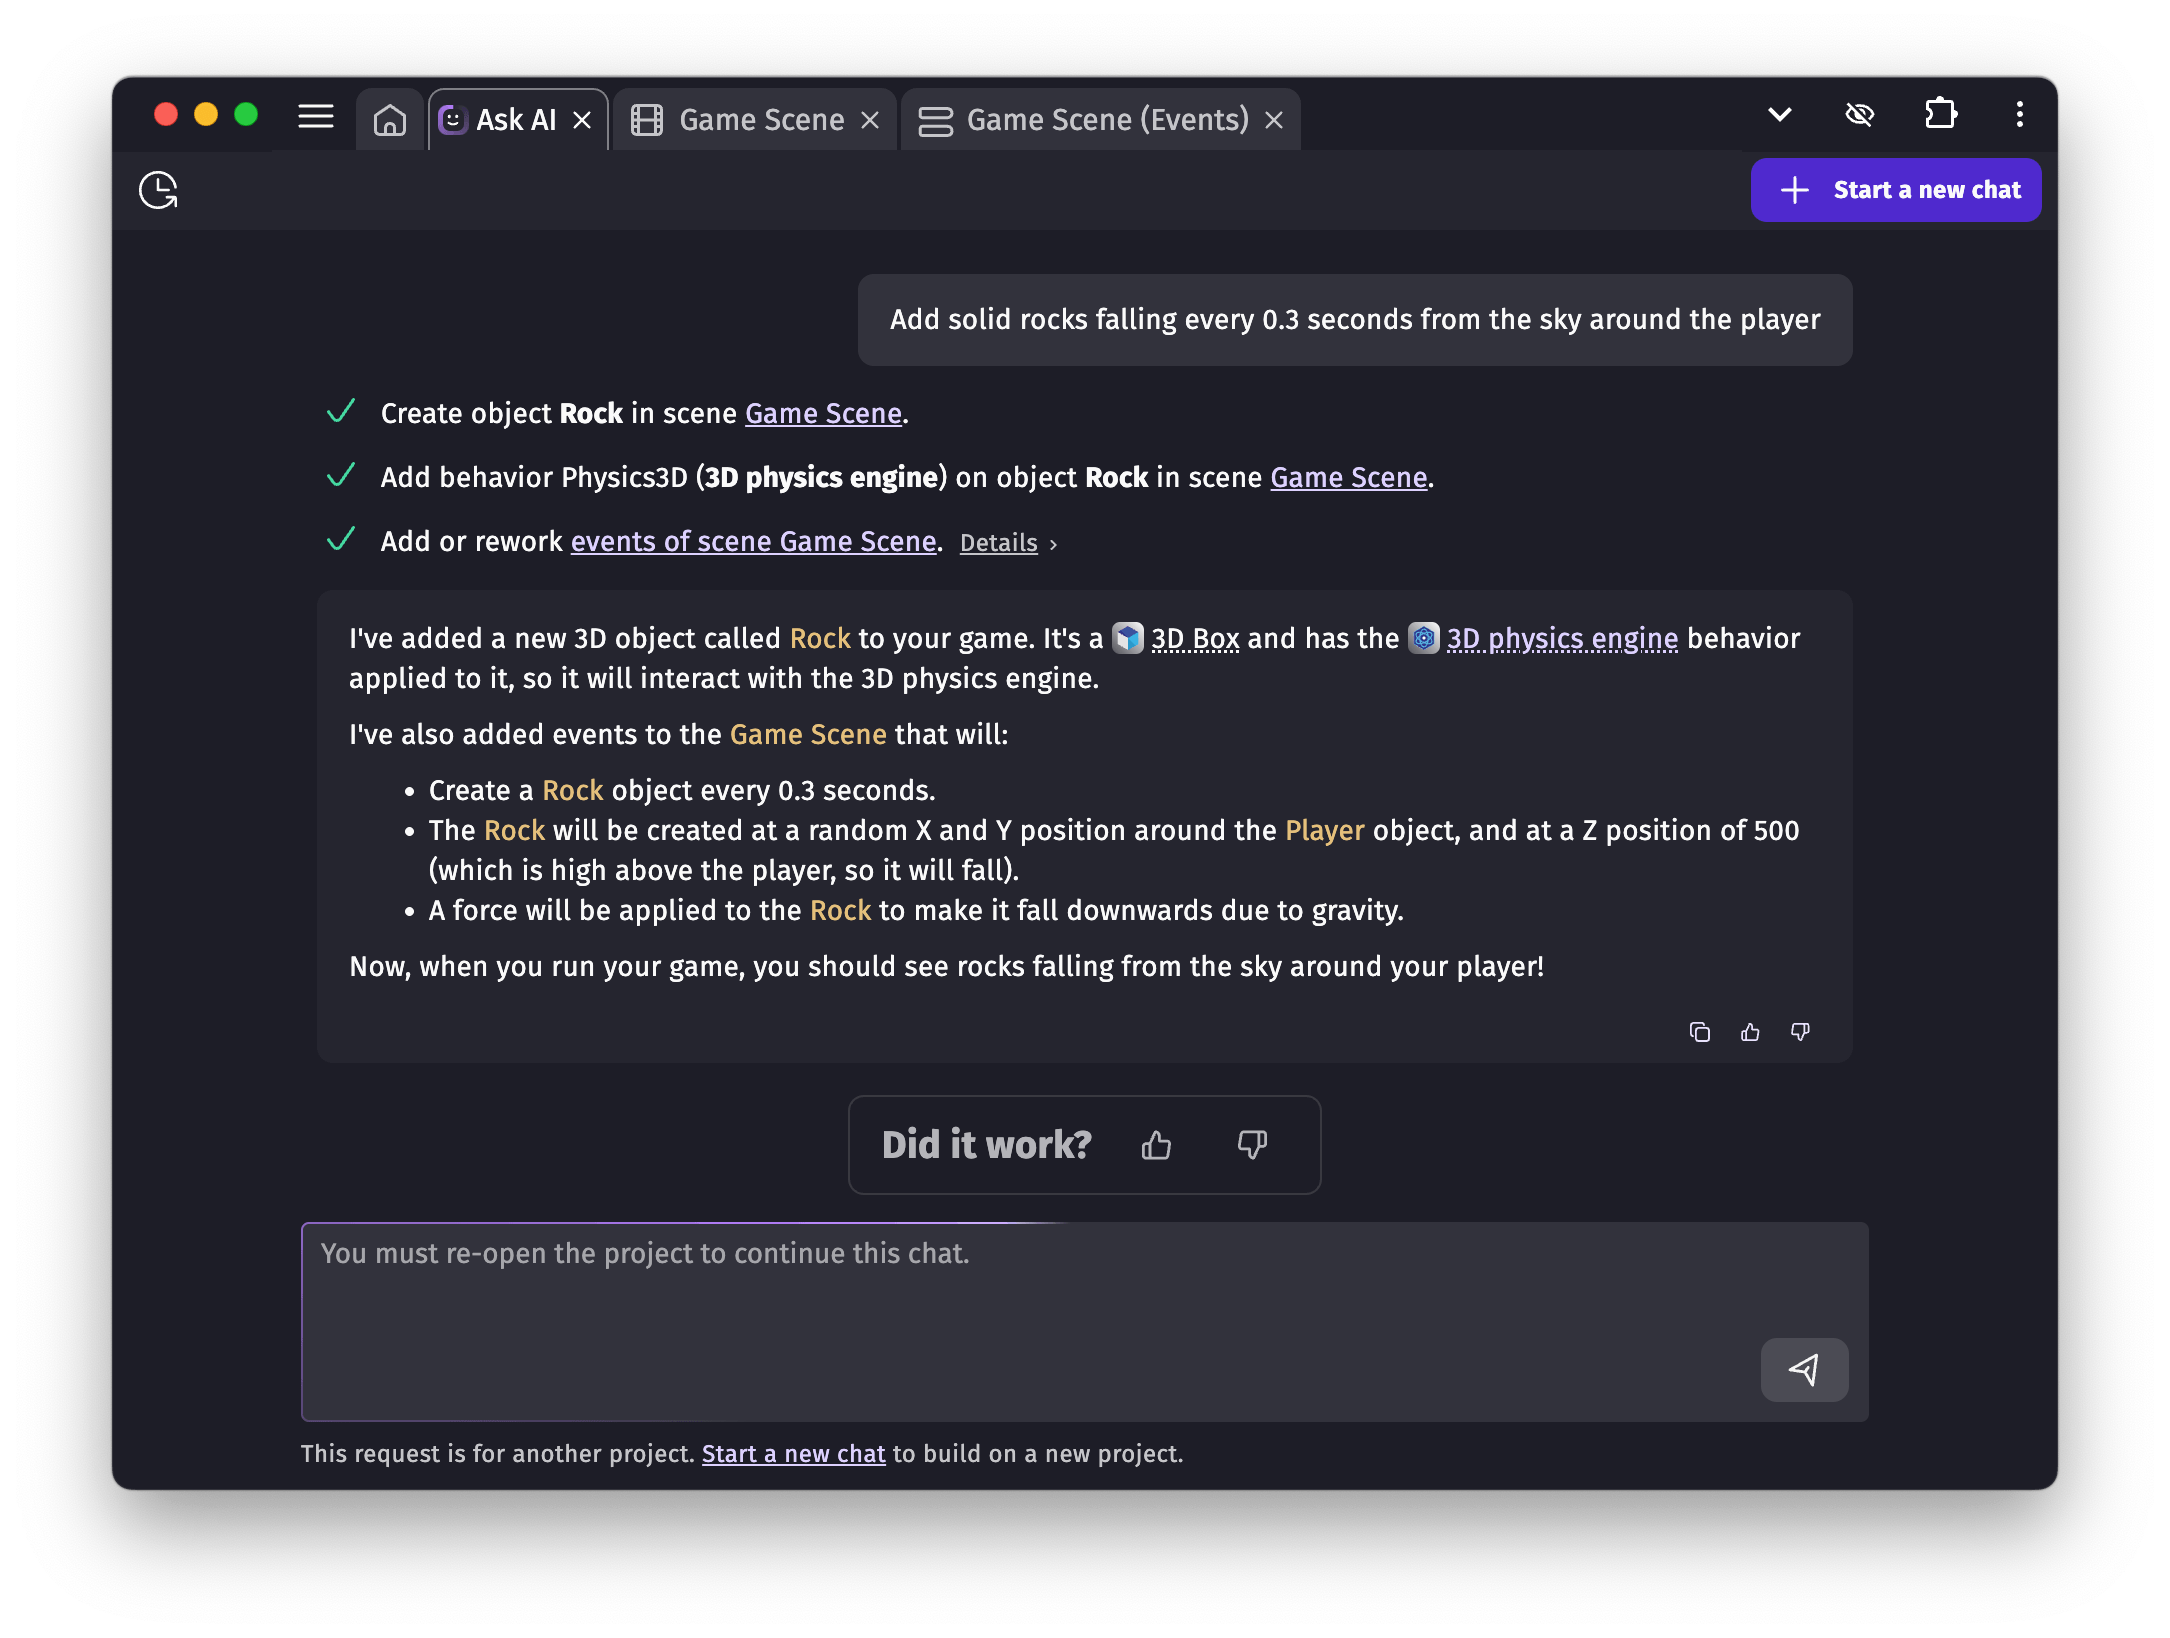 Ask AI
Game Scene
Game Scene (Events)
Start a new chat
Add solid rocks falling every 0.3 seconds from the sky around the player
Create object Rock in scene Game Scene.
Add behavior Physics3D (3D physics engine) on object Rock in scene Game Scene.
Add or rework events of scene Game Scene. Details ›
I've added a new 3D object called Rock to your game. It's a 3D Box and has the 3D physics engine behavior
applied to it, so it will interact with the 3D physics engine.
I've also added events to the Game Scene that will:
• Create a Rock object every 0.3 seconds.
• The Rock will be created at a random X and Y position around the Player object, and at a Z position of 500
(which is high above the player, so it will fall).
• A force will be applied to the Rock to make it fall downwards due to gravity.
Now, when you run your game, you should see rocks falling from the sky around your player!
Did it work?
You must re-open the project to continue this chat.
This request is for another project. Start a new chat to build on a new project.